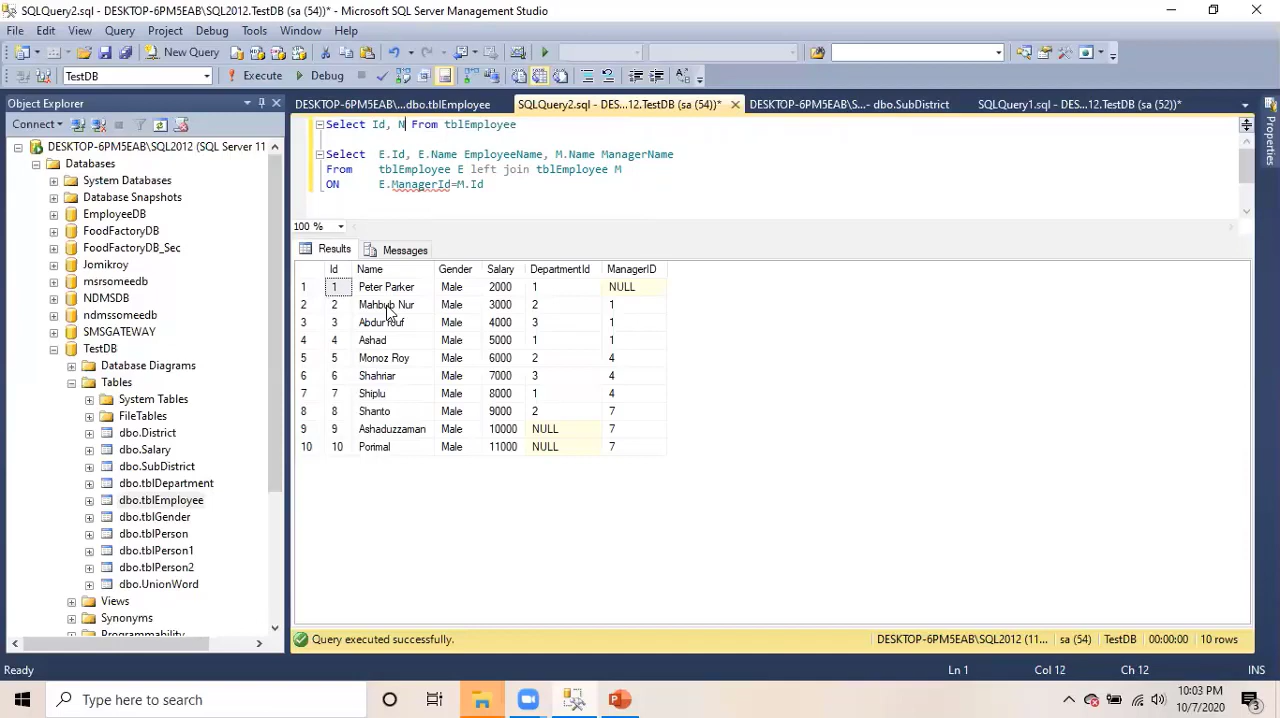 SQLQuery2.sql - DESKTOP-6PM5EAB\SQL2012.TestDB (sa (54))* - Microsoft SQL Server Management Studio
File Edit View Query Project Debug Tools Window Help
New Query
TestDB Execute Debug
Object Explorer
DESKTOP-6PM5EAB\...dbo.tblEmployee SQLQuery2.sql - DES...12.TestDB (sa (54))* DESKTOP-6PM5EAB\S... - dbo.SubDistrict SQLQuery1.sql - DES...12.TestDB (sa (52))*
Properties
Connect
DESKTOP-6PM5EAB\SQL2012 (SQL Server 11
Databases
System Databases
Database Snapshots
EmployeeDB
FoodFactoryDB
FoodFactoryDB_Sec
Jomikroy
msrsomeedb
NDMSDB
ndmssomeedb
SMSGATEWAY
TestDB
Database Diagrams
Tables
System Tables
FileTables
dbo.District
dbo.Salary
dbo.SubDistrict
dbo.tblDepartment
dbo.tblEmployee
dbo.tblGender
dbo.tblPerson
dbo.tblPerson1
dbo.tblPerson2
dbo.UnionWord
Views
Synonyms
Programmability
Select Id, N From tblEmployee
Select E.Id, E.Name EmployeeName, M.Name ManagerName
From tblEmployee E left join tblEmployee M
ON E.ManagerId=M.Id
100 %
Results Messages
Id Name Gender Salary DepartmentId ManagerID
1 1 Peter Parker Male 2000 1 NULL
2 2 Mahbub Nur Male 3000 2 1
3 3 Abdur rouf Male 4000 3 1
4 4 Ashad Male 5000 1 1
5 5 Monoz Roy Male 6000 2 4
6 6 Shahriar Male 7000 3 4
7 7 Shiplu Male 8000 1 4
8 8 Shanto Male 9000 2 7
9 9 Ashaduzzaman Male 10000 NULL 7
10 10 Porimal Male 11000 NULL 7
Query executed successfully. DESKTOP-6PM5EAB\SQL2012 (11... sa (54) TestDB 00:00:00 10 rows
Ready Ln 1 Col 12 Ch 12 INS
Type here to search
10:03 PM
10/7/2020
3